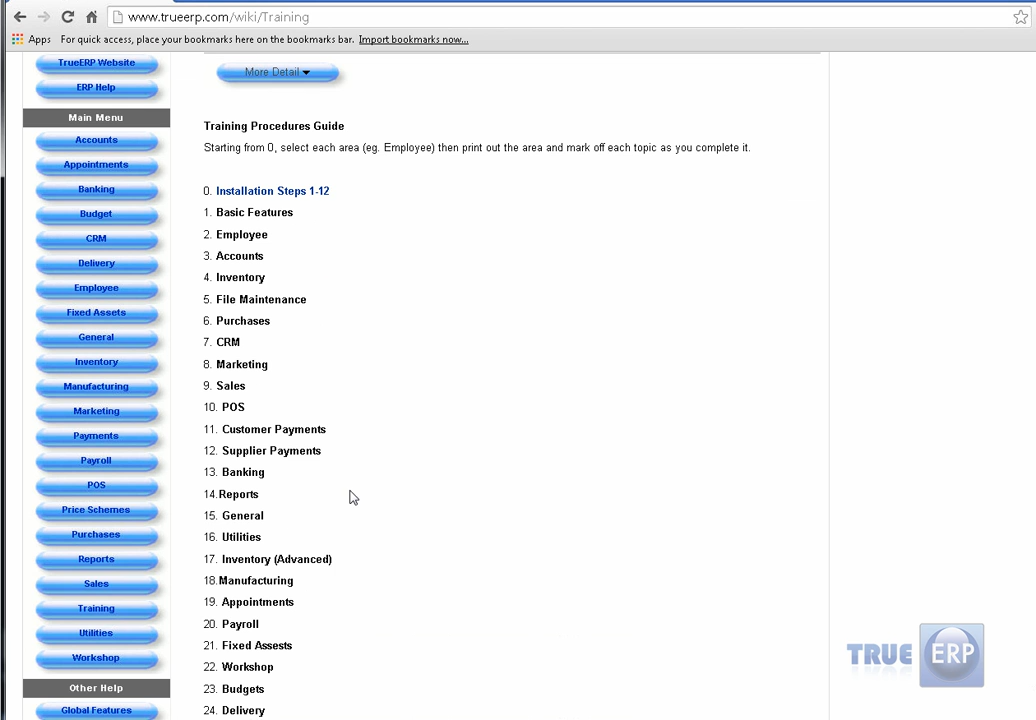 www.trueerp.com/wiki/Training
Apps For quick access, place your bookmarks here on the bookmarks bar. Import bookmarks now...
TrueERP Website
ERP Help
Main Menu
Accounts
Appointments
Banking
Budget
CRM
Delivery
Employee
Fixed Assets
General
Inventory
Manufacturing
Marketing
Payments
Payroll
POS
Price Schemes
Purchases
Reports
Sales
Training
Utilities
Workshop
Other Help
Global Features
More Detail
Training Procedures Guide
Starting from 0, select each area (eg. Employee) then print out the area and mark off each topic as you complete it.
0. Installation Steps 1-12
1. Basic Features
2. Employee
3. Accounts
4. Inventory
5. File Maintenance
6. Purchases
7. CRM
8. Marketing
9. Sales
10. POS
11. Customer Payments
12. Supplier Payments
13. Banking
14.Reports
15. General
16. Utilities
17. Inventory (Advanced)
18.Manufacturing
19. Appointments
20. Payroll
21. Fixed Assests
22. Workshop
23. Budgets
24. Delivery
TRUE ERP